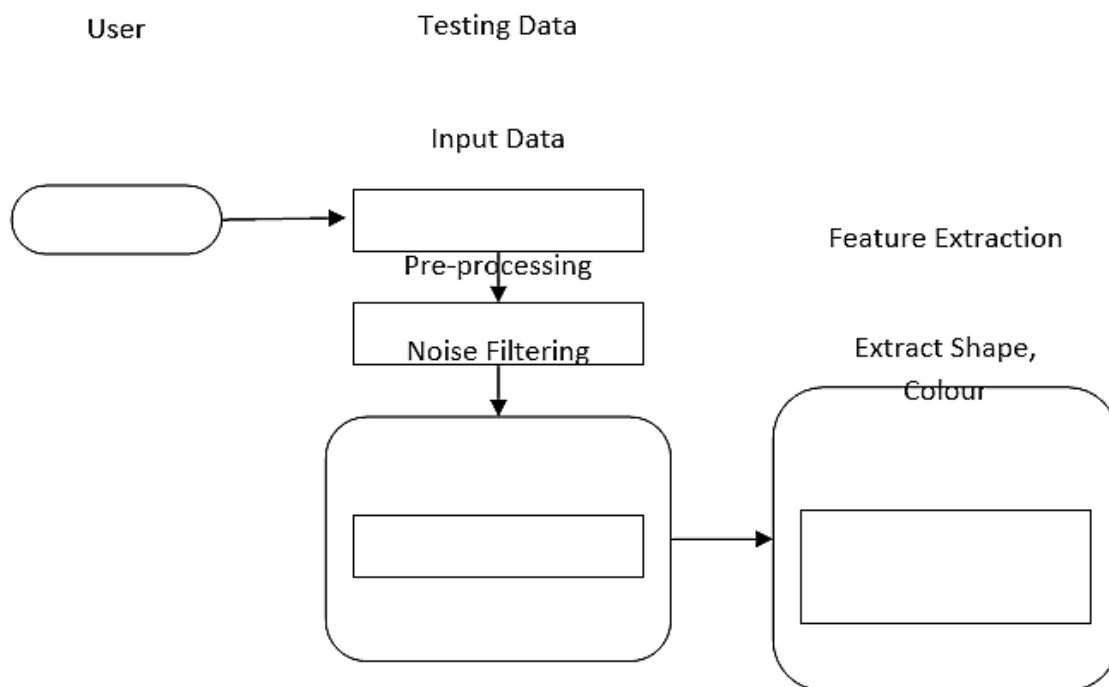 User
Testing Data
Input Data
Pre-processing
Noise Filtering
Feature Extraction
Extract Shape,
Colour